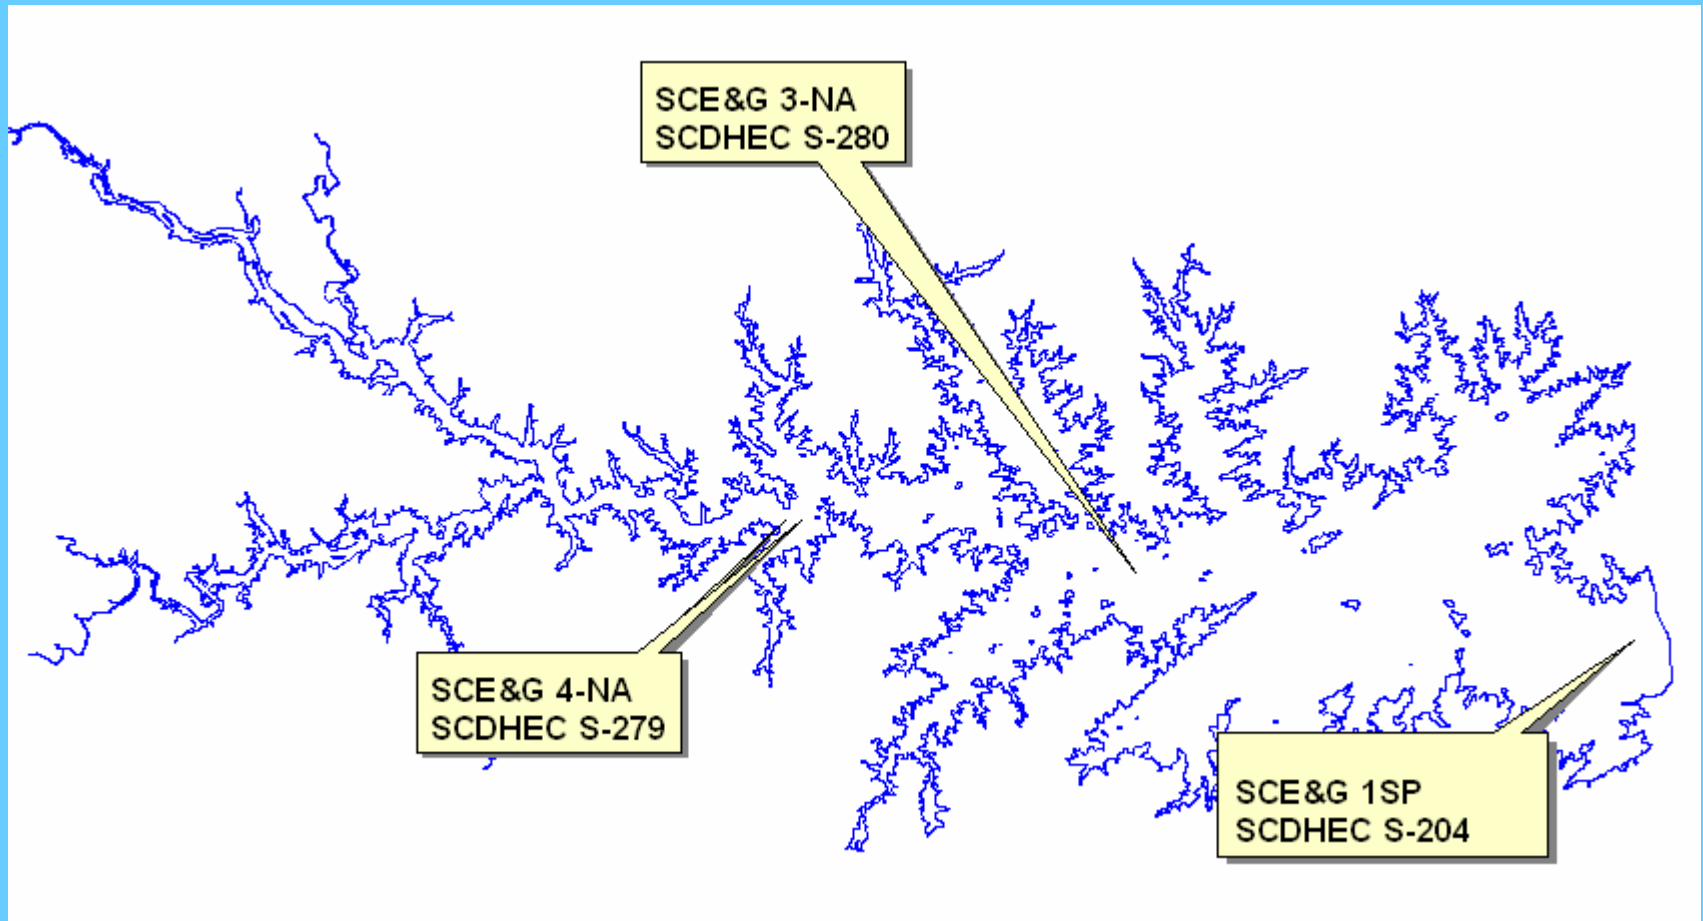 SCE&G 3-NA
SCDHEC S-280
SCE&G 4-NA
SCDHEC S-279
SCE&G 1SP
SCDHEC S-204